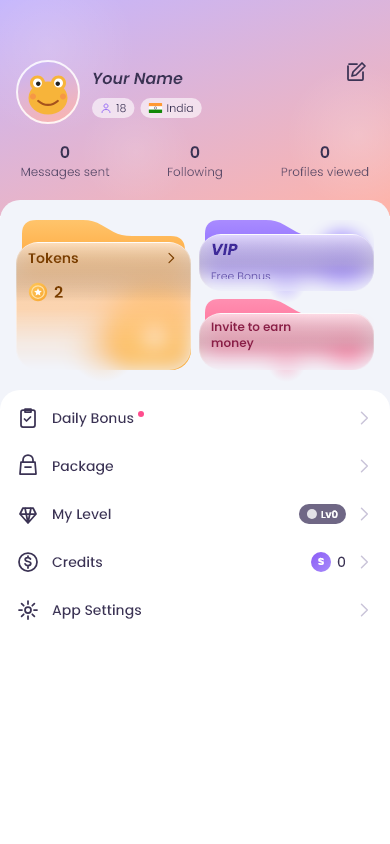 Your Name
18
India
0
0
0
Messages sent
Following
Profiles viewed
Tokens
2
VIP
Free Bonus
Invite to earn
money
Daily Bonus
Package
My Level
Lv0
Credits
S
0
App Settings